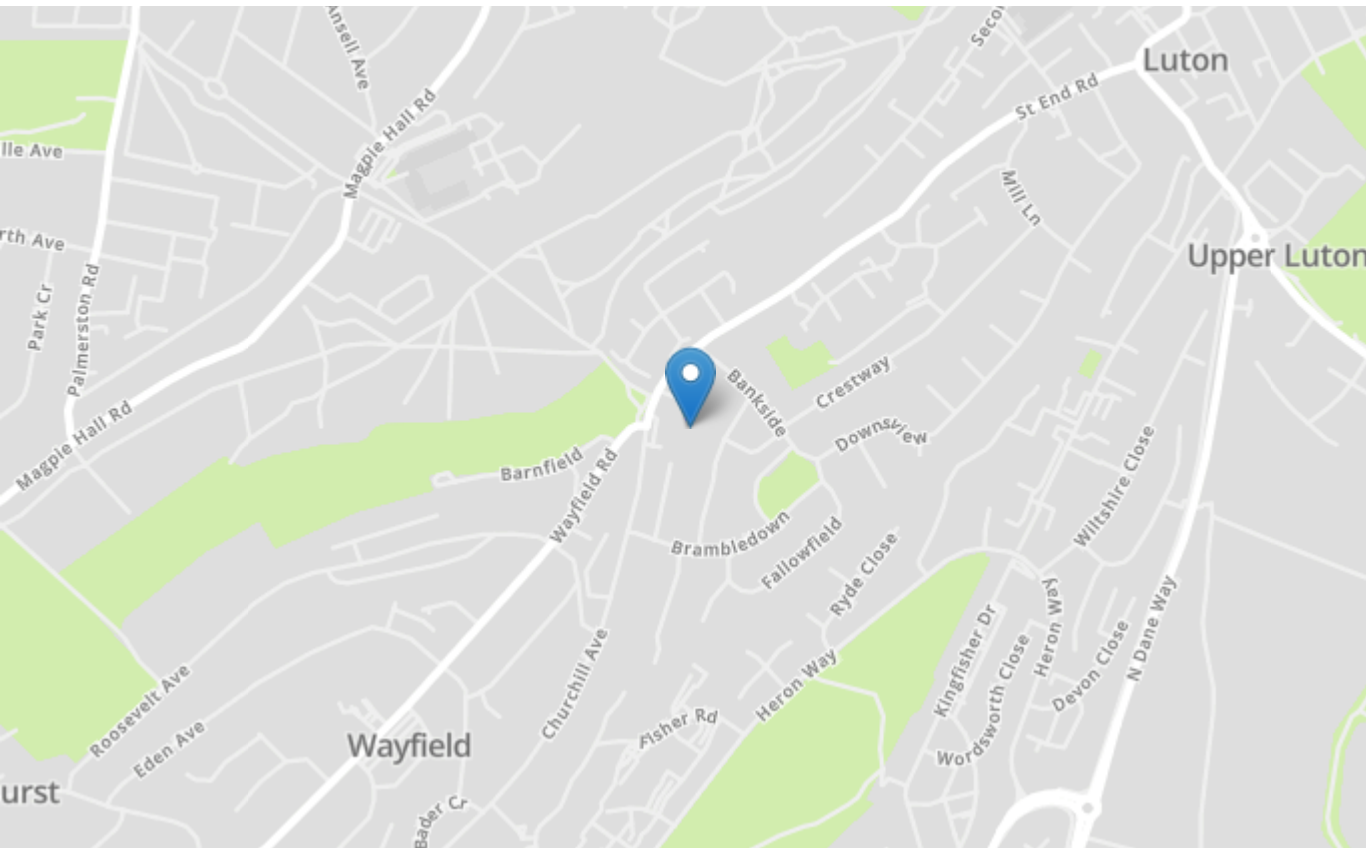 Ansell Ave
Luton
St End Rd
Magpie Hall Rd
lle Ave
Mill Ln
rth Ave
Upper Luton
Park Cr
Palmerston Rd
Bankside
Crestway
Downsview
Magpie Hall Rd
Barnfield
Wayfield Rd
Wiltshire Close
Brambledown
Fallowfield
Ryde Close
Heron Way
N Dane Way
Kingfisher Dr
Devon Close
Churchill Ave
Heron Way
Wordsworth Close
Roosevelt Ave
Fisher Rd
Eden Ave
Wayfield
urst
Bader Cr